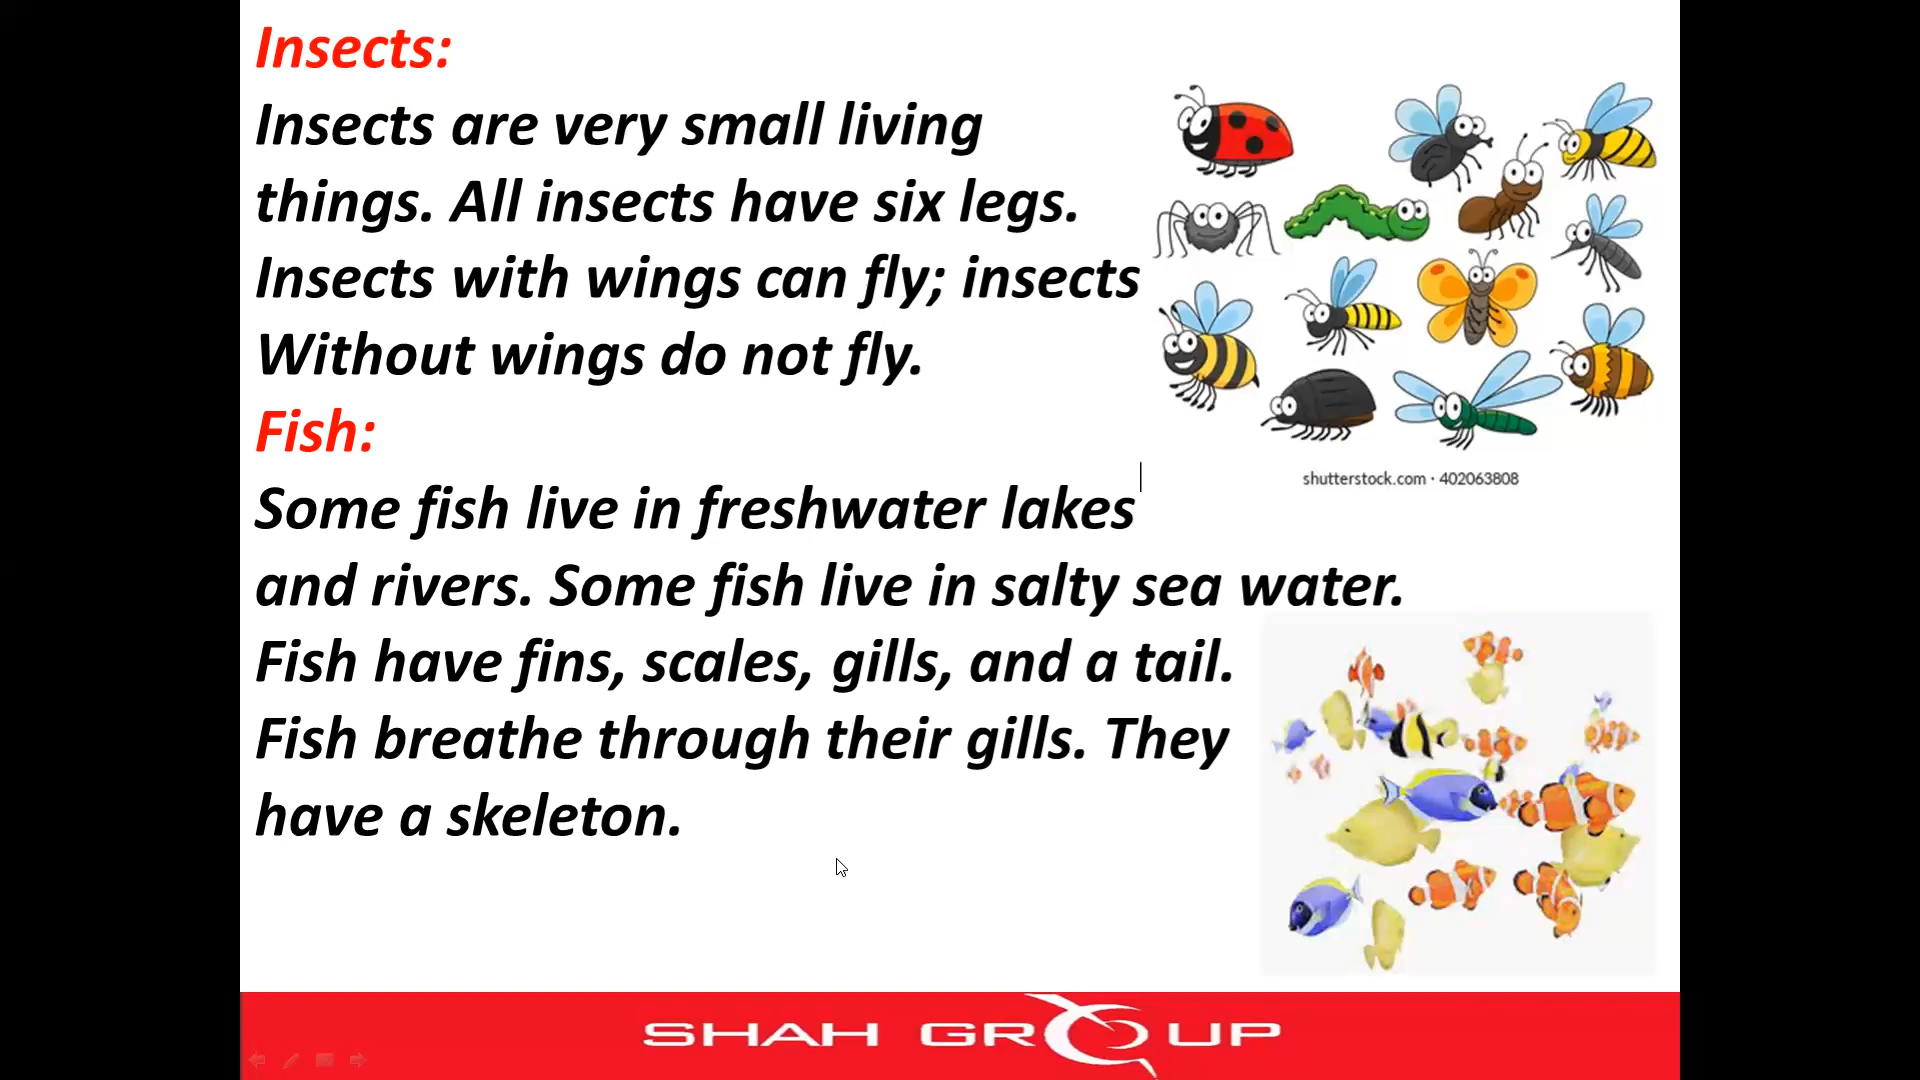 Insects:
Insects are very small living
things. All insects have six legs.
Insects with wings can fly; insects
Without wings do not fly.
Fish:
Some fish live in freshwater lakes
and rivers. Some fish live in salty sea water.
Fish have fins, scales, gills, and a tail.
Fish breathe through their gills. They
have a skeleton.
shutterstock.com · 402063808
SHAH GROUP